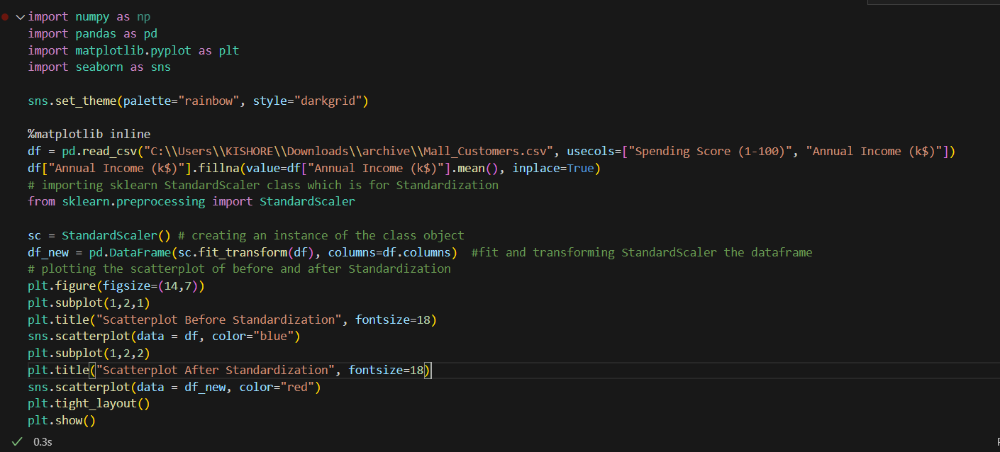 import numpy as np
import pandas as pd
import matplotlib.pyplot as plt
import seaborn as sns
sns.set_theme(palette="rainbow", style="darkgrid")
%matplotlib inline
df = pd.read_csv("C:\\Users\\KISHORE\\Downloads\\archive\\Mall_Customers.csv", usecols=["Spending Score (1-100)", "Annual Income (k$)"])
df["Annual Income (k$)"].fillna(value=df["Annual Income (k$)"].mean(), inplace=True)
# importing sklearn StandardScaler class which is for Standardization
from sklearn.preprocessing import StandardScaler
sc = StandardScaler() # creating an instance of the class object
df_new = pd.DataFrame(sc.fit_transform(df), columns=df.columns)  #fit and transforming StandardScaler the dataframe
# plotting the scatterplot of before and after Standardization
plt.figure(figsize=(14,7))
plt.subplot(1,2,1)
plt.title("Scatterplot Before Standardization", fontsize=18)
sns.scatterplot(data = df, color="blue")
plt.subplot(1,2,2)
plt.title("Scatterplot After Standardization", fontsize=18)
sns.scatterplot(data = df_new, color="red")
plt.tight_layout()
plt.show()
0.3s